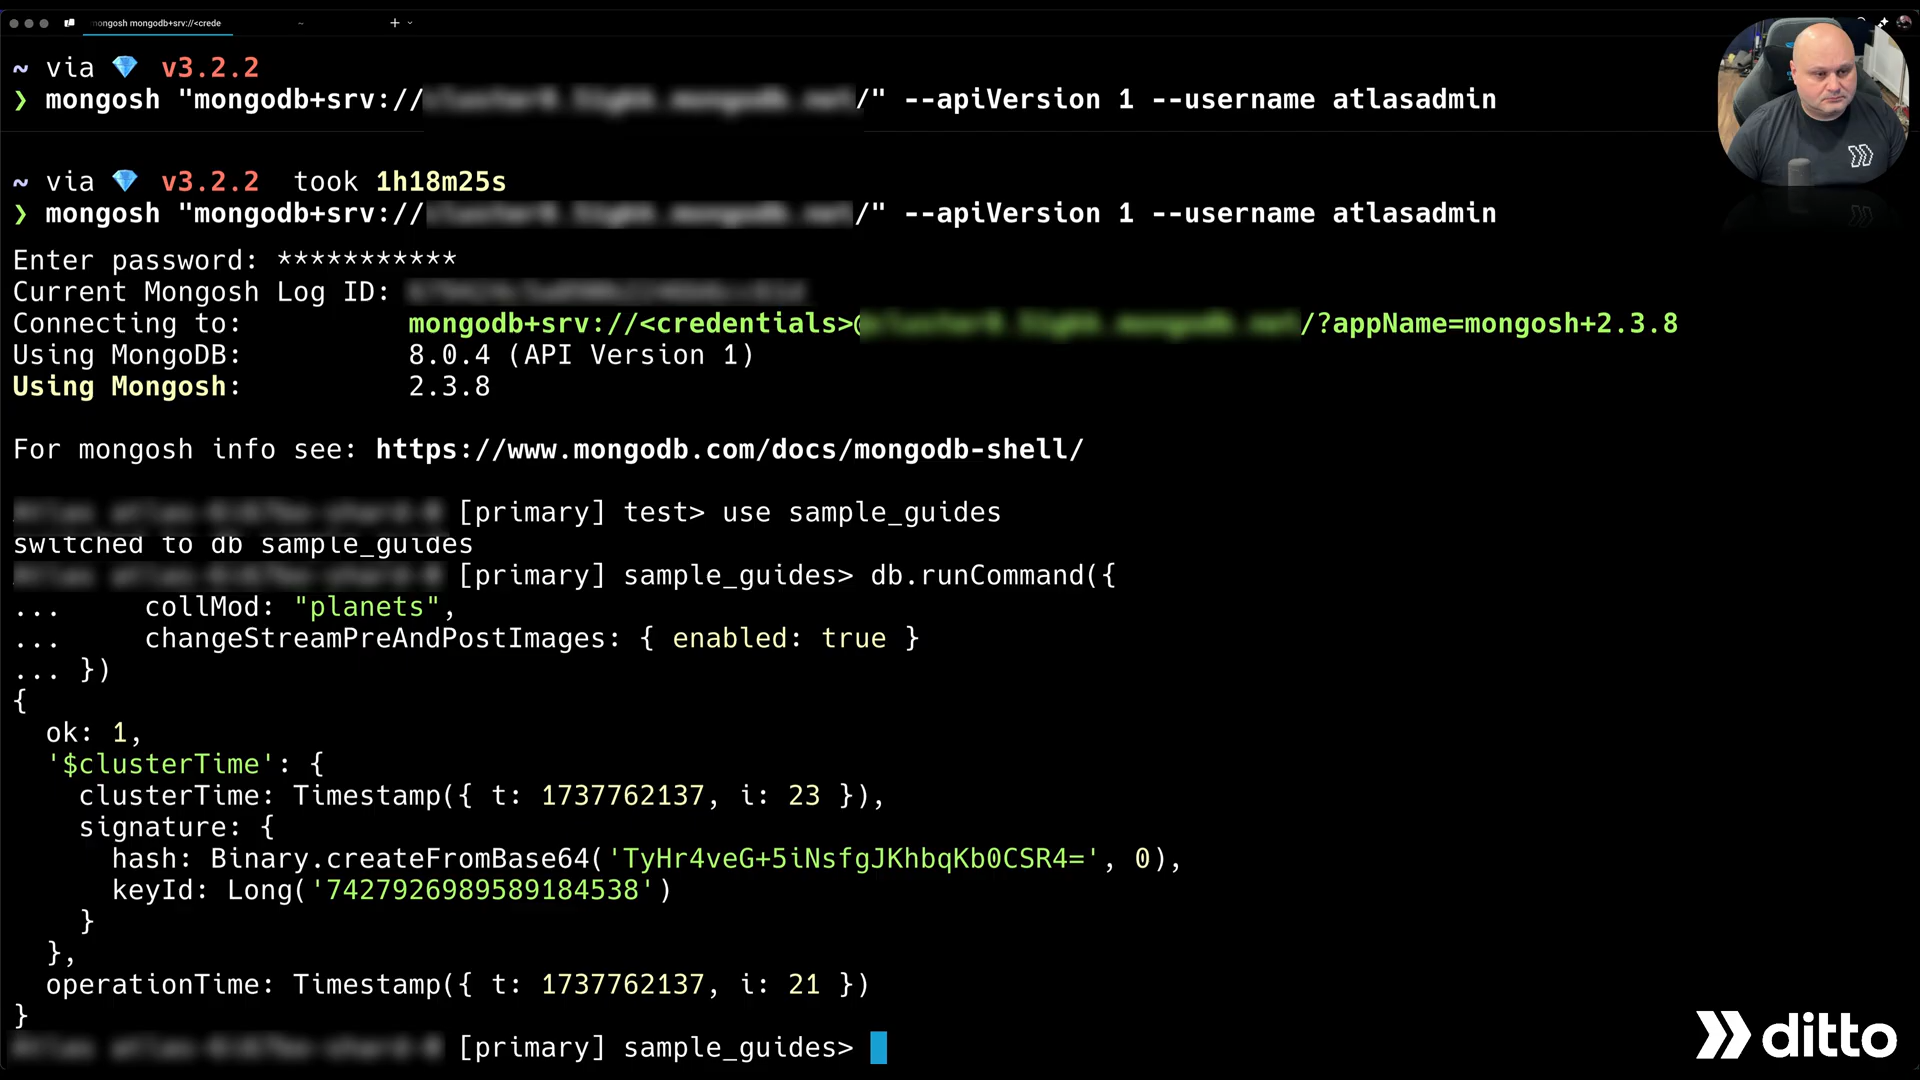 mongosh mongodb+srv://<crede
~
~ via v3.2.2
❯ mongosh "mongodb+srv:///" --apiVersion 1 --username atlasadmin
~ via v3.2.2 took 1h18m25s
❯ mongosh "mongodb+srv:///" --apiVersion 1 --username atlasadmin
Enter password: ***********
Current Mongosh Log ID:
Connecting to: mongodb+srv://<credentials>@/?appName=mongosh+2.3.8
Using MongoDB: 8.0.4 (API Version 1)
Using Mongosh: 2.3.8
For mongosh info see: https://www.mongodb.com/docs/mongodb-shell/
[primary] test> use sample_guides
switched to db sample_guides
[primary] sample_guides> db.runCommand({
... collMod: "planets",
... changeStreamPreAndPostImages: { enabled: true }
... })
{
ok: 1,
'$clusterTime': {
clusterTime: Timestamp({ t: 1737762137, i: 23 }),
signature: {
hash: Binary.createFromBase64('TyHr4veG+5iNsfgJKhbqKb0CSR4=', 0),
keyId: Long('7427926989589184538')
}
},
operationTime: Timestamp({ t: 1737762137, i: 21 })
}
[primary] sample_guides>
ditto